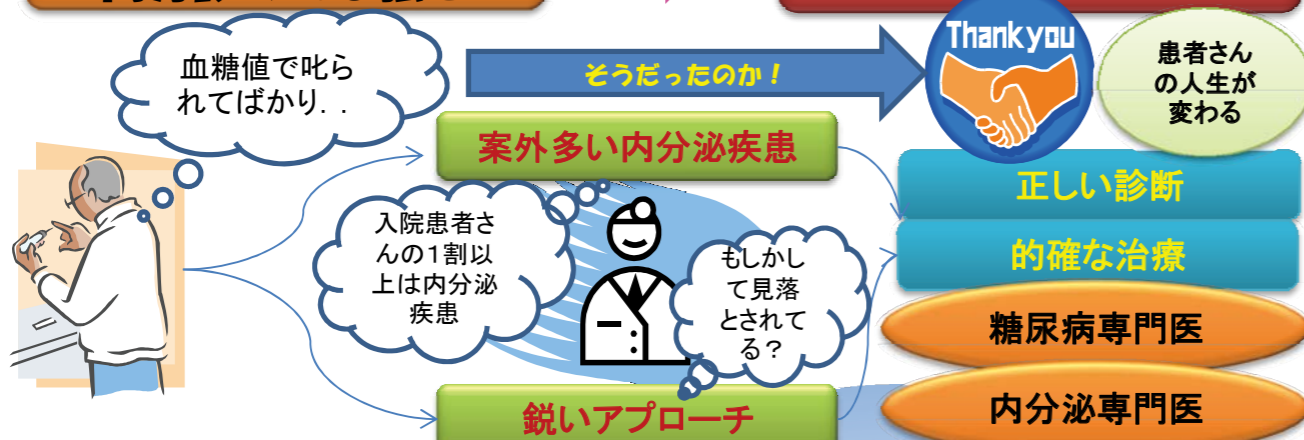 血糖値で叱ら
れてばかり．．
そうだったのか！
Thank you
患者さん
の人生が
変わる
案外多い内分泌疾患
正しい診断
入院患者さ
んの１割以
上は内分泌
疾患
もしかし
て見落
とされて
る？
的確な治療
糖尿病専門医
鋭いアプローチ
内分泌専門医